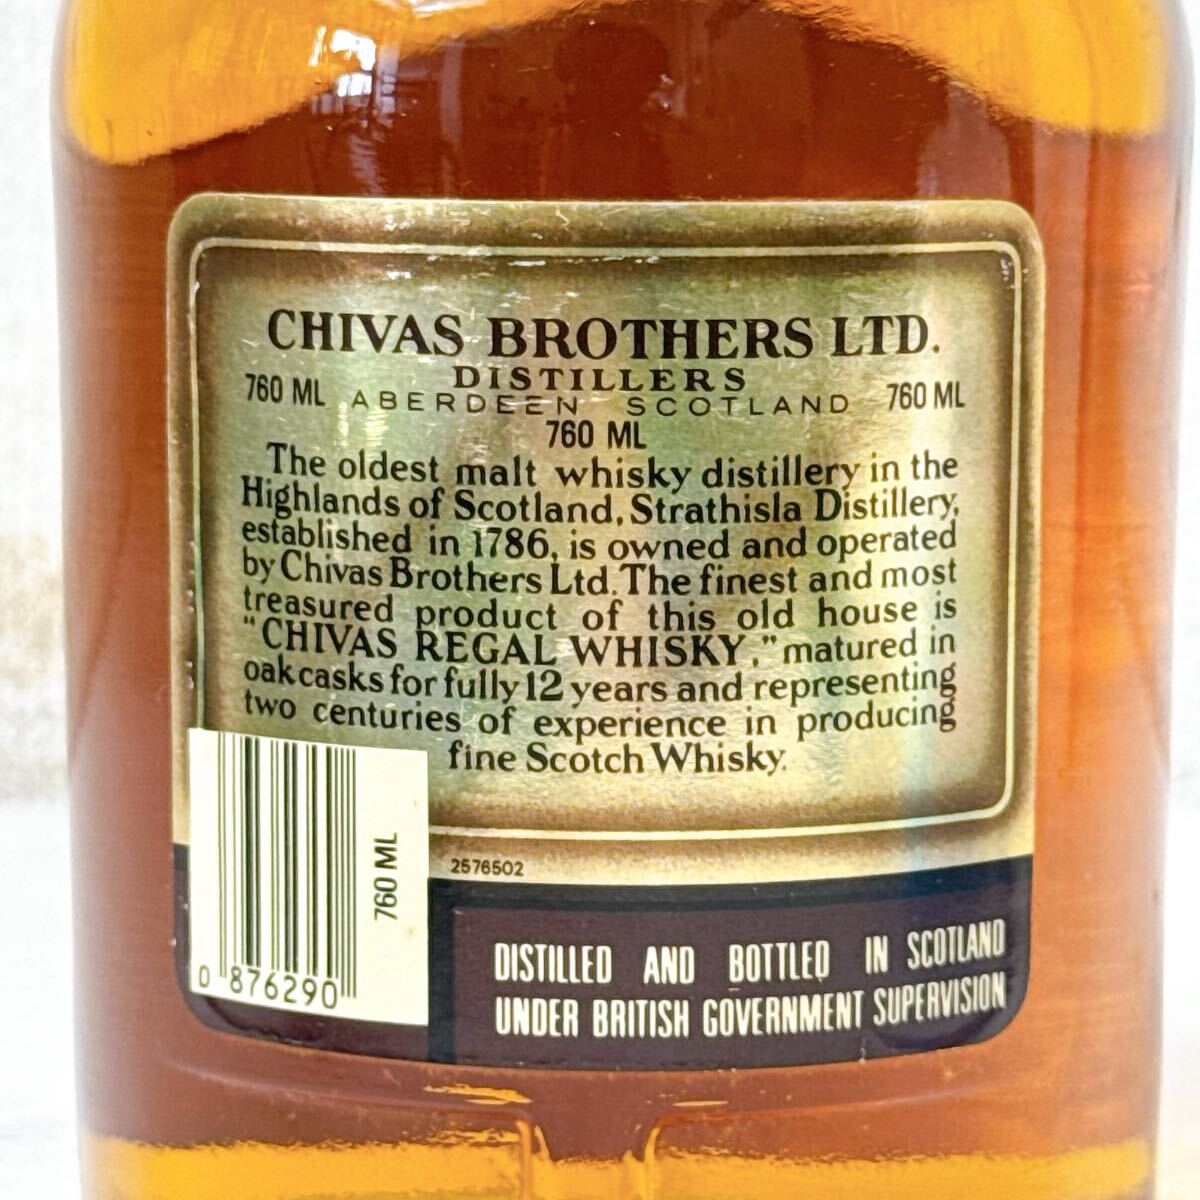 CHIVAS BROTHERS LTD.
DISTILLERS
760 ML ABERDEEN SCOTLAND 760 ML
760 ML
The oldest malt whisky distillery in the
Highlands of Scotland, Strathisla Distillery,
established in 1786, is owned and operated
by Chivas Brothers Ltd. The finest and most
treasured product of this old house is
"CHIVAS REGAL WHISKY," matured in
oak casks for fully 12 years and representing
two centuries of experience in producing
fine Scotch Whisky.
760 ML
0 876290
2576502
DISTILLED AND BOTTLED IN SCOTLAND
UNDER BRITISH GOVERNMENT SUPERVISION